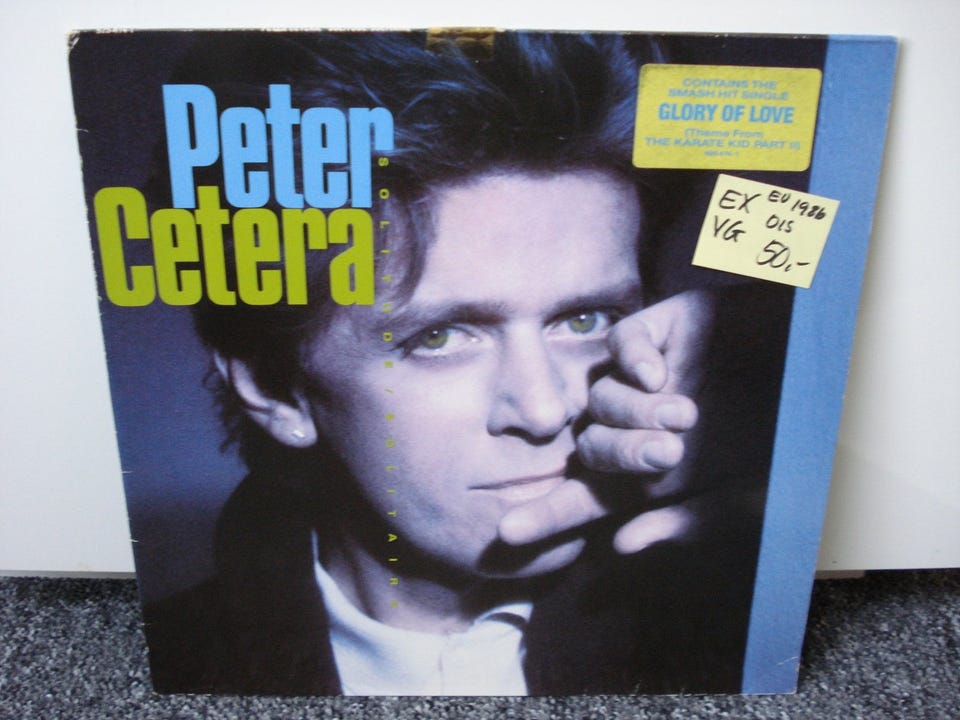 Peter
Cetera
SOLITUDE/SOLITAIRE
CONTAINS THE
SMASH HIT SINGLE
GLORY OF LOVE
(Theme From
THE KARATE KID PART II)
EX EU 1986
VG OIS
50,-